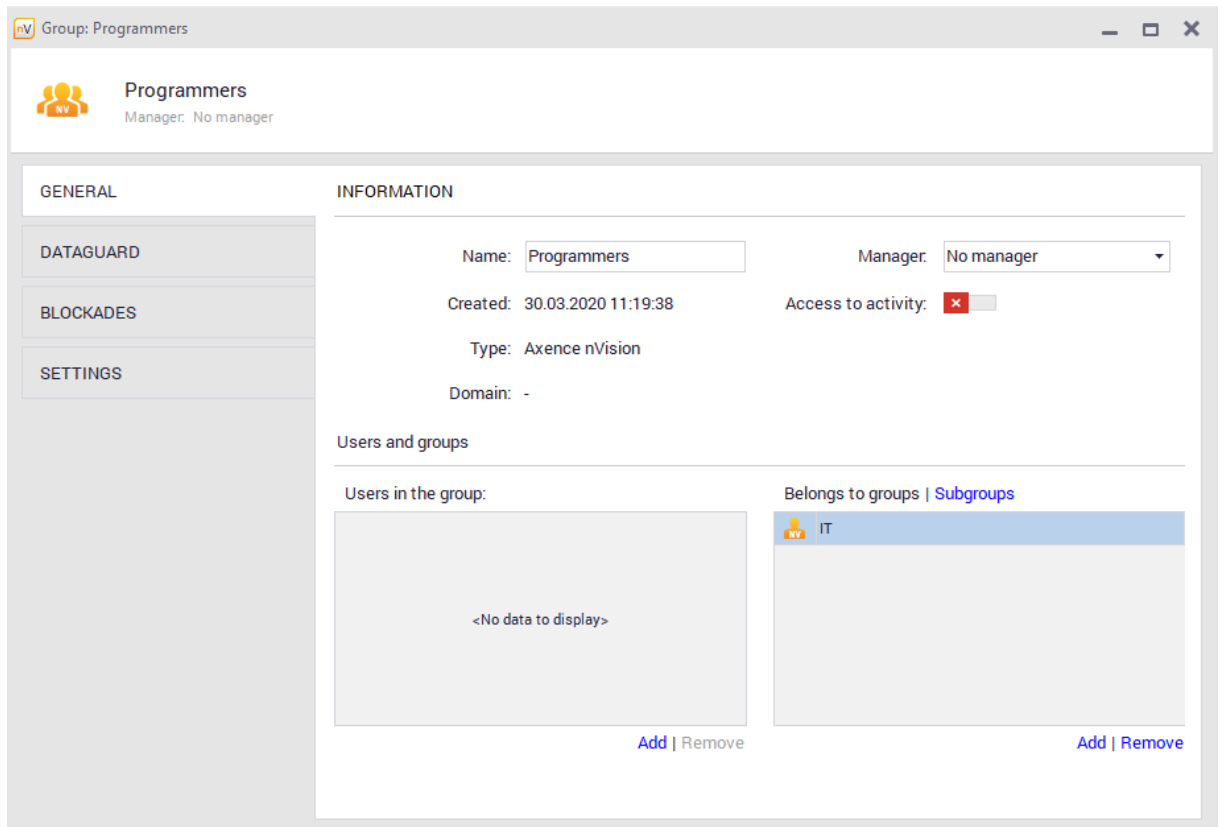 nV Group: Programmers
Programmers
NV
Manager: No manager
GENERAL
DATAGUARD
BLOCKADES
SETTINGS
INFORMATION
Name: Programmers
Manager: No manager
Created: 30.03.2020 11:19:38
Access to activity:
Type: Axence nVision
Domain: -
Users and groups
Users in the group:
<No data to display>
Add | Remove
Belongs to groups | Subgroups
NV IT
Add | Remove